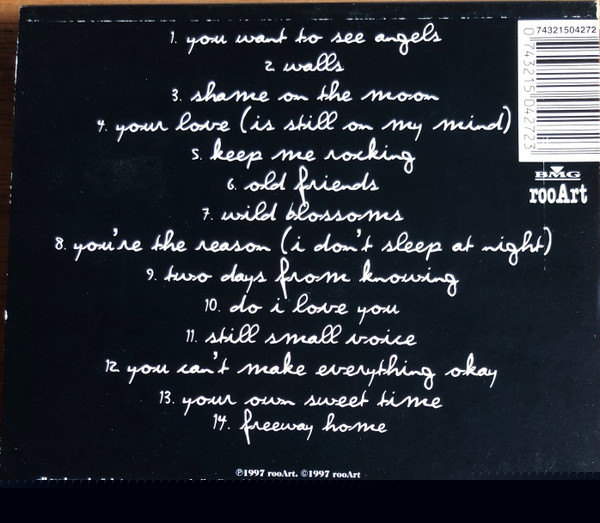 1. you want to see angels
2. walls
3. shame on the moon
4. your love (is still on my mind)
5. keep me rocking
6. old friends
7. wild blossoms
8. you're the reason (i don't sleep at night)
9. two days from knowing
10. do i love you
11. still small voice
12. you can't make everything okay
13. your own sweet time
14. freeway home
74321504272
0 743215 042723
BMG
rooArt
℗1997 rooArt. ©1997 rooArt